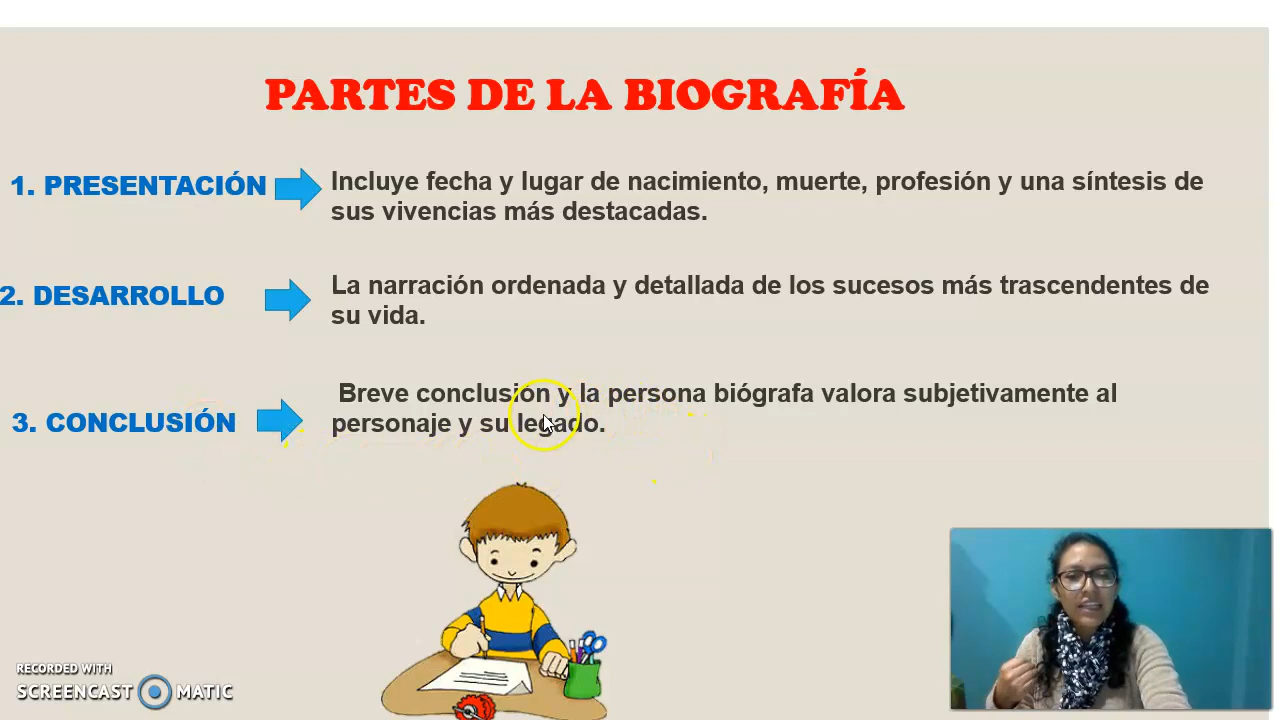 PARTES DE LA BIOGRAFÍA
1. PRESENTACIÓN
Incluye fecha y lugar de nacimiento, muerte, profesión y una síntesis de
sus vivencias más destacadas.
2. DESARROLLO
La narración ordenada y detallada de los sucesos más trascendentes de
su vida.
3. CONCLUSIÓN
Breve conclusión y la persona biógrafa valora subjetivamente al
personaje y su legado.
RECORDED WITH
SCREENCAST MATIC